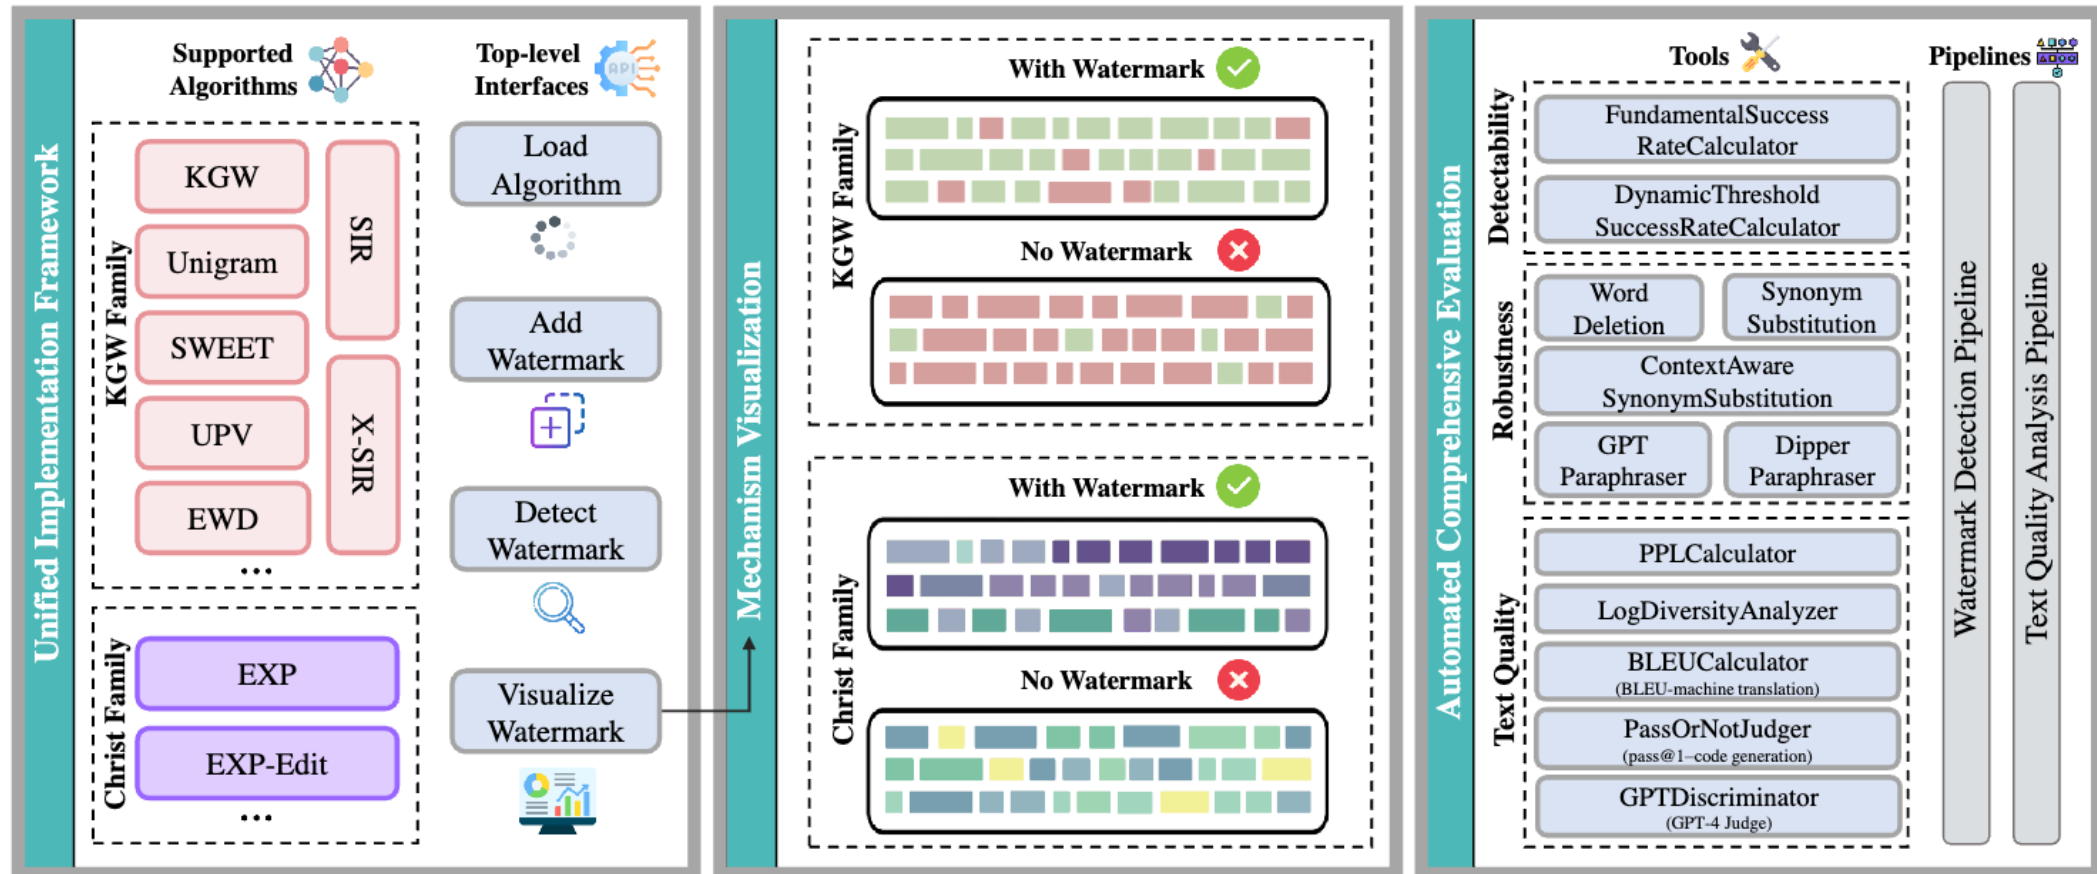 Unified Implementation Framework
Supported
Algorithms
KGW Family
KGW
Unigram
SWEET
UPV
EWD
SIR
X-SIR
...
Christ Family
EXP
EXP-Edit
...
Top-level
Interfaces
API
Load
Algorithm
Add
Watermark
Detect
Watermark
Visualize
Watermark
Mechanism Visualization
KGW Family
With Watermark
No Watermark
Christ Family
With Watermark
No Watermark
Automated Comprehensive Evaluation
Tools
Detectability
FundamentalSuccess
RateCalculator
DynamicThreshold
SuccessRateCalculator
Robustness
Word
Deletion
Synonym
Substitution
ContextAware
SynonymSubstitution
GPT
Paraphraser
Dipper
Paraphraser
Text Quality
PPLCalculator
LogDiversityAnalyzer
BLEUCalculator
(BLEU-machine translation)
PassOrNotJudger
(pass@1–code generation)
GPTDiscriminator
(GPT-4 Judge)
Pipelines
Watermark Detection Pipeline
Text Quality Analysis Pipeline